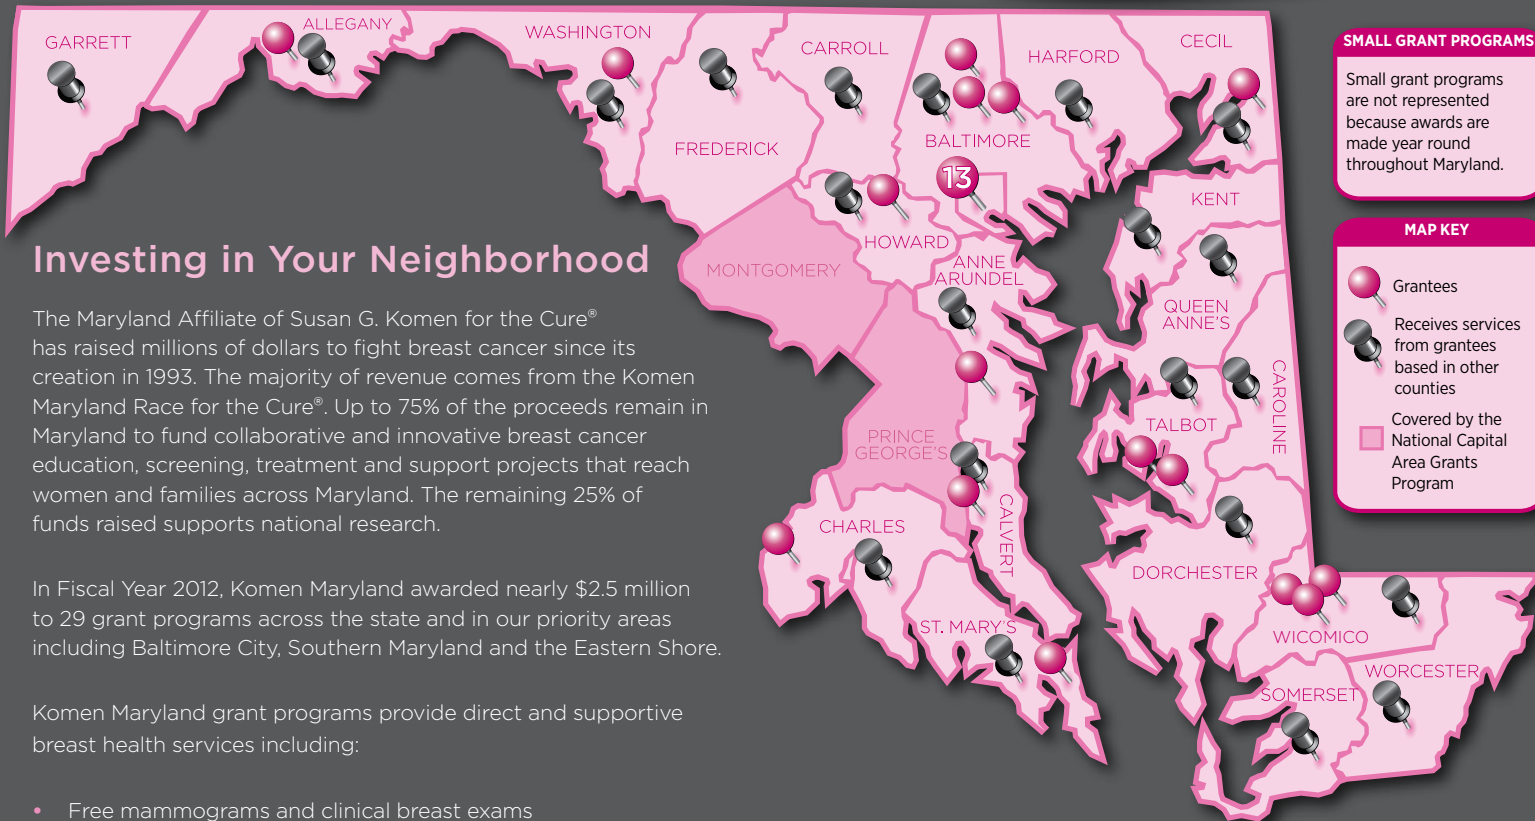 GARRETT
ALLEGANY
WASHINGTON
FREDERICK
CARROLL
BALTIMORE
13
HARFORD
CECIL
KENT
HOWARD
MONTGOMERY
ANNE
ARUNDEL
QUEEN
ANNE'S
CAROLINE
TALBOT
PRINCE
GEORGE'S
CALVERT
CHARLES
ST. MARY'S
DORCHESTER
WICOMICO
WORCESTER
SOMERSET
SMALL GRANT PROGRAMS
Small grant programs
are not represented
because awards are
made year round
throughout Maryland.
MAP KEY
Grantees
Receives services
from grantees
based in other
counties
Covered by the
National Capital
Area Grants
Program
Investing in Your Neighborhood
The Maryland Affiliate of Susan G. Komen for the Cure®
has raised millions of dollars to fight breast cancer since its
creation in 1993. The majority of revenue comes from the Komen
Maryland Race for the Cure®. Up to 75% of the proceeds remain in
Maryland to fund collaborative and innovative breast cancer
education, screening, treatment and support projects that reach
women and families across Maryland. The remaining 25% of
funds raised supports national research.
In Fiscal Year 2012, Komen Maryland awarded nearly $2.5 million
to 29 grant programs across the state and in our priority areas
including Baltimore City, Southern Maryland and the Eastern Shore.
Komen Maryland grant programs provide direct and supportive
breast health services including:
• Free mammograms and clinical breast exams